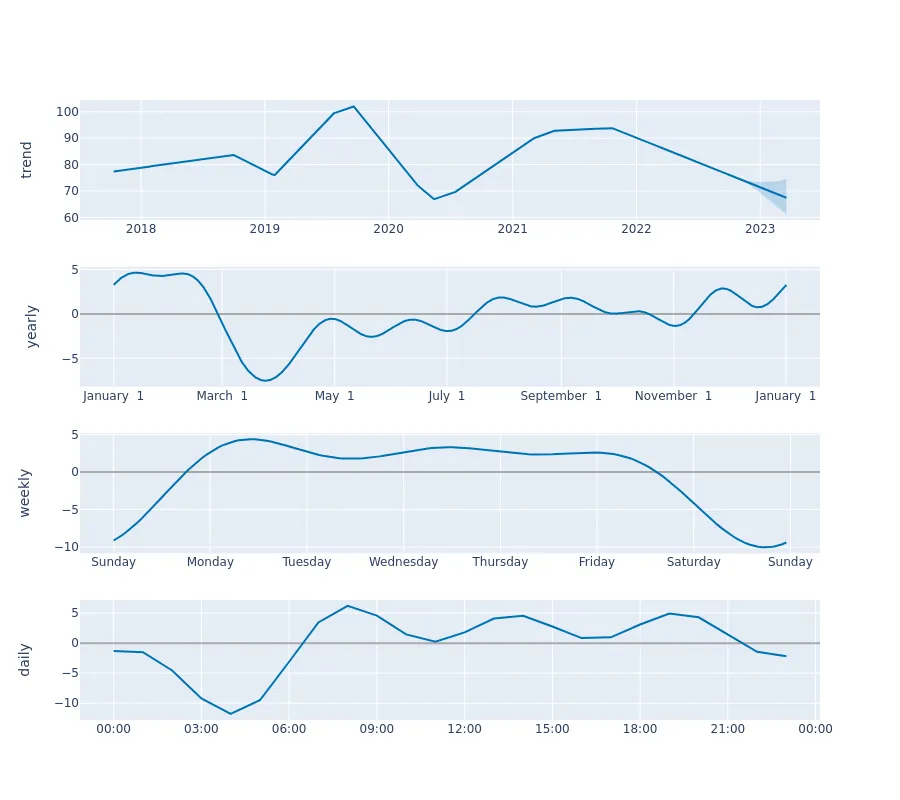 trend
100
90
80
70
60
2018 2019 2020 2021 2022 2023
yearly
5
0
−5
January 1 March 1 May 1 July 1 September 1 November 1 January 1
weekly
5
0
−5
−10
Sunday Monday Tuesday Wednesday Thursday Friday Saturday Sunday
daily
5
0
−5
−10
00:00 03:00 06:00 09:00 12:00 15:00 18:00 21:00 00:00